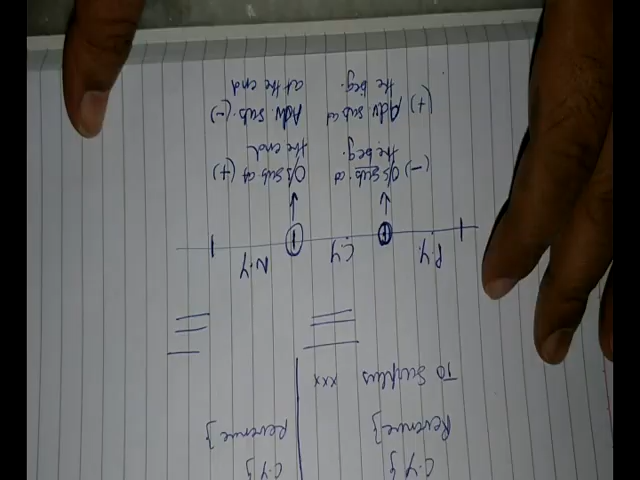 C.Y } C.Y }
Revenue } Revenue }
To Surplus xxx
P.Y. C.Y N.Y
(-) O/s Sub. at O/s Sub at (+)
the beg. the end
(+) Adv. sub at Adv. sub. (-)
the beg. at the end